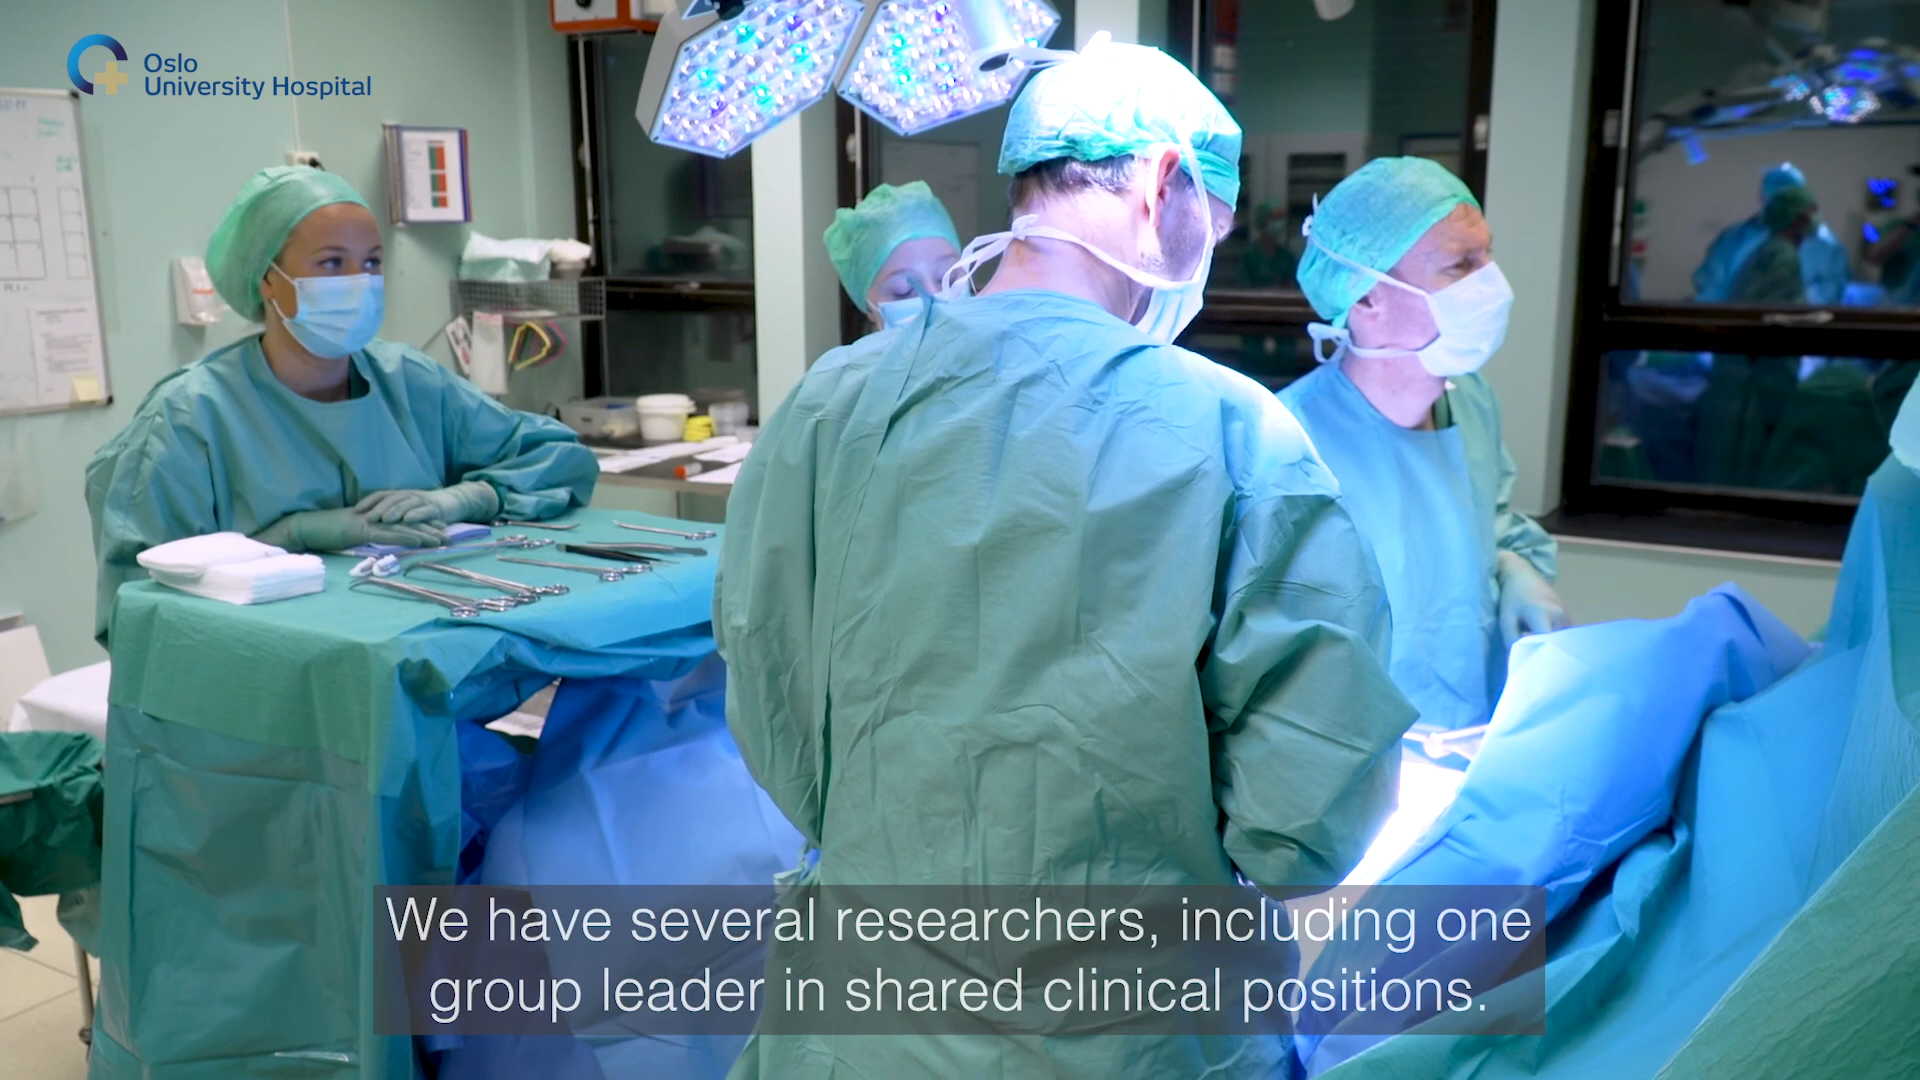 Oslo
University Hospital
We have several researchers, including one
group leader in shared clinical positions.